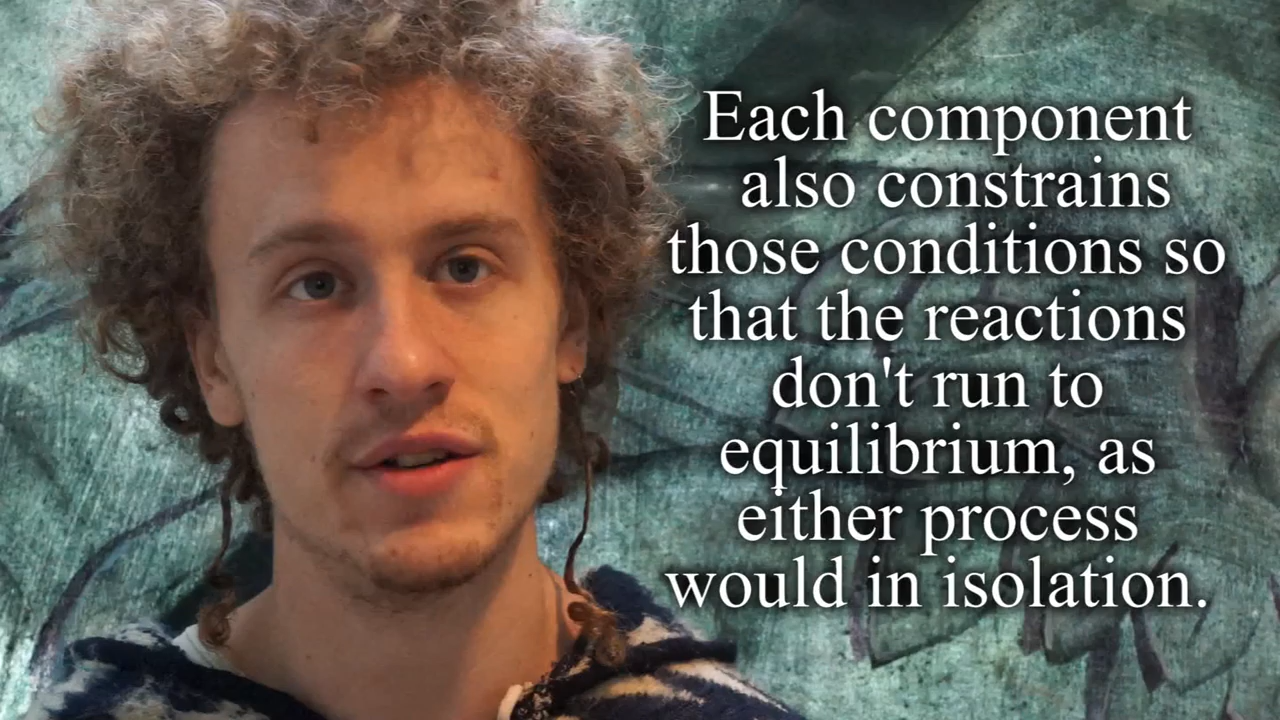 Each component
also constrains
those conditions so
that the reactions
don't run to
equilibrium, as
either process
would in isolation.